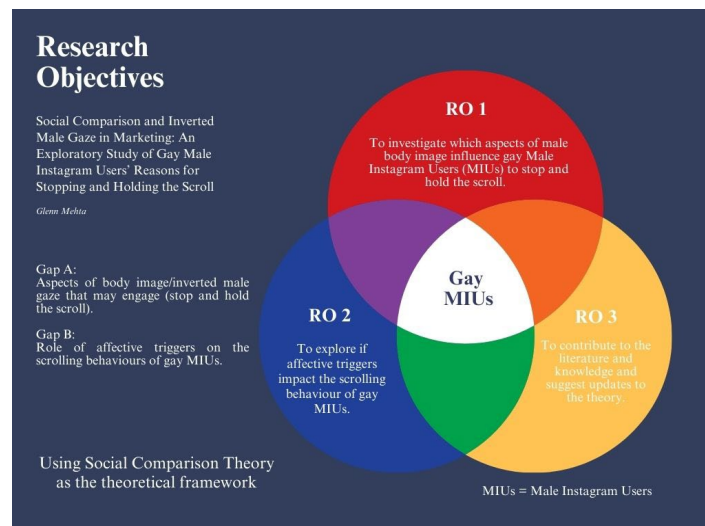 Research
Objectives
Social Comparison and Inverted
Male Gaze in Marketing: An
Exploratory Study of Gay Male
Instagram Users' Reasons for
Stopping and Holding the Scroll
Glenn Mehta
Gap A:
Aspects of body image/inverted male
gaze that may engage (stop and hold
the scroll).
Gap B:
Role of affective triggers on the
scrolling behaviours of gay MIUs.
Using Social Comparison Theory
as the theoretical framework
RO 1
To investigate which aspects of male
body image influence gay Male
Instagram Users (MIUs) to stop and
hold the scroll.
Gay
MIUs
RO 2
To explore if
affective triggers
impact the scrolling
behaviour of gay
MIUs.
RO 3
To contribute to the
literature and
knowledge and
suggest updates to
the theory.
MIUs = Male Instagram Users